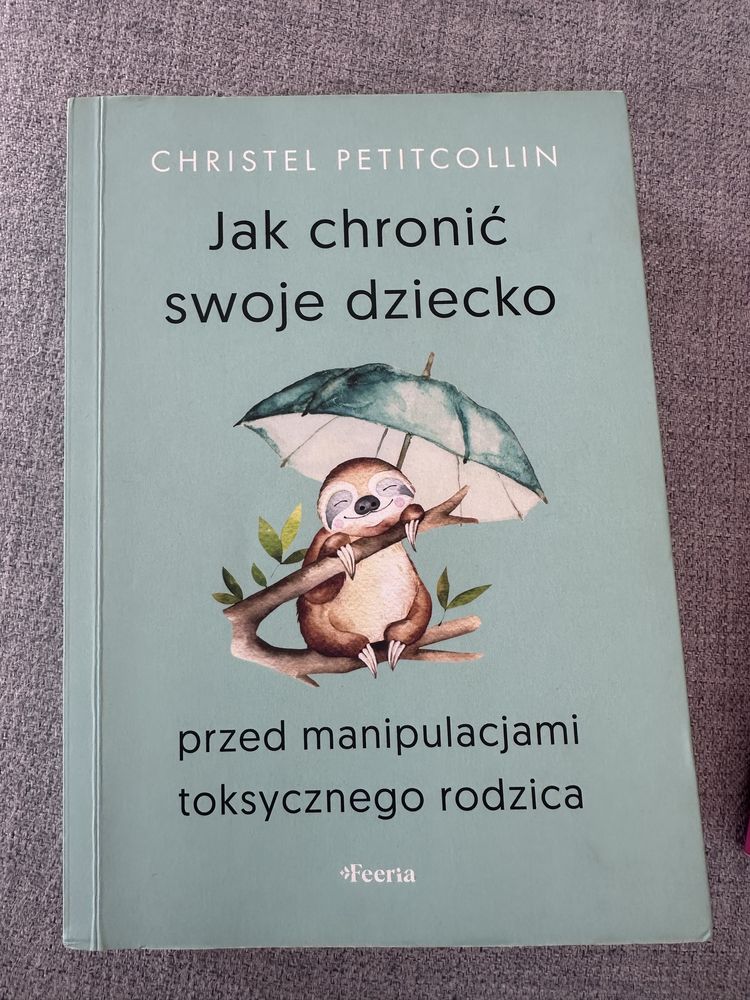 CHRISTEL PETITCOLLIN
Jak chronić
swoje dziecko
przed manipulacjami
toksycznego rodzica
Feeria